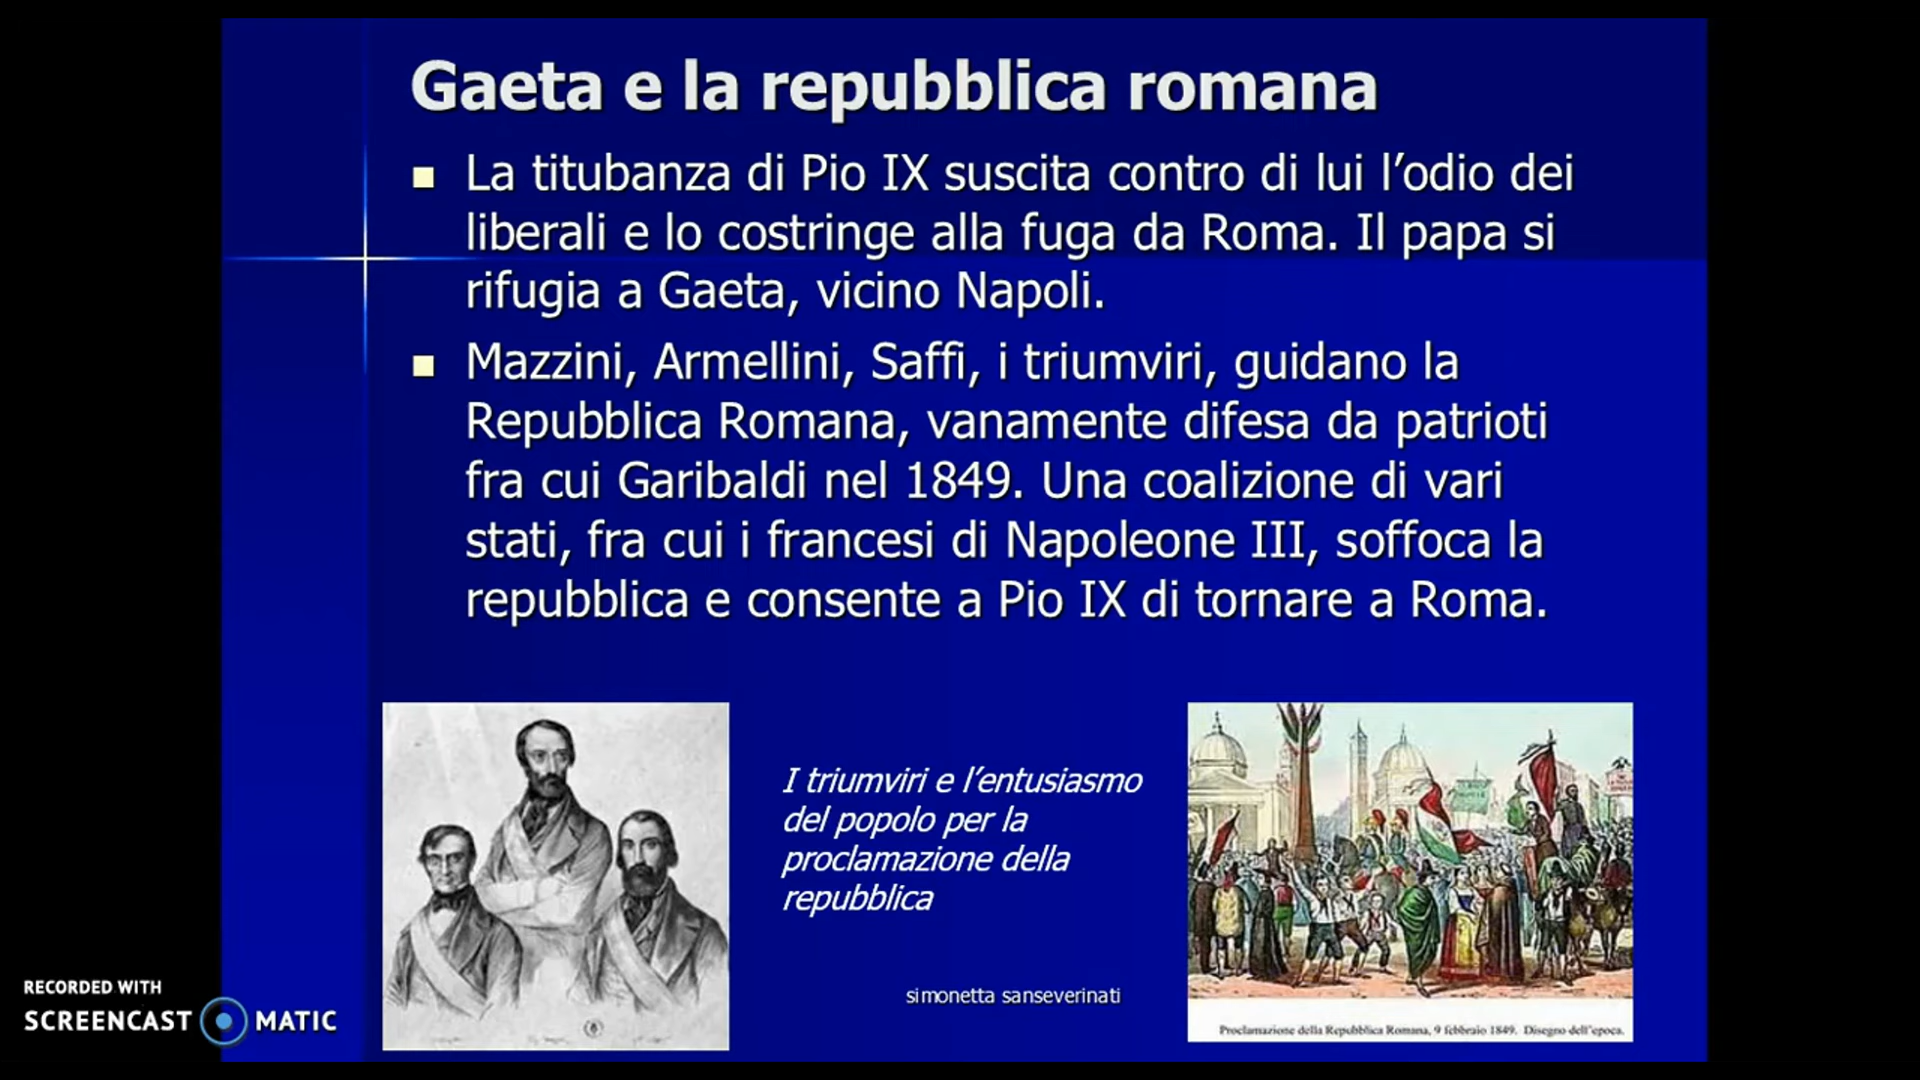 Gaeta e la repubblica romana
La titubanza di Pio IX suscita contro di lui l’odio dei
liberali e lo costringe alla fuga da Roma. Il papa si
rifugia a Gaeta, vicino Napoli.
Mazzini, Armellini, Saffi, i triumviri, guidano la
Repubblica Romana, vanamente difesa da patrioti
fra cui Garibaldi nel 1849. Una coalizione di vari
stati, fra cui i francesi di Napoleone III, soffoca la
repubblica e consente a Pio IX di tornare a Roma.
I triumviri e l’entusiasmo
del popolo per la
proclamazione della
repubblica
simonetta sanseverinati
Proclamazione della Repubblica Romana, 9 febbraio 1849. Disegno dell'epoca.
RECORDED WITH
SCREENCAST MATIC